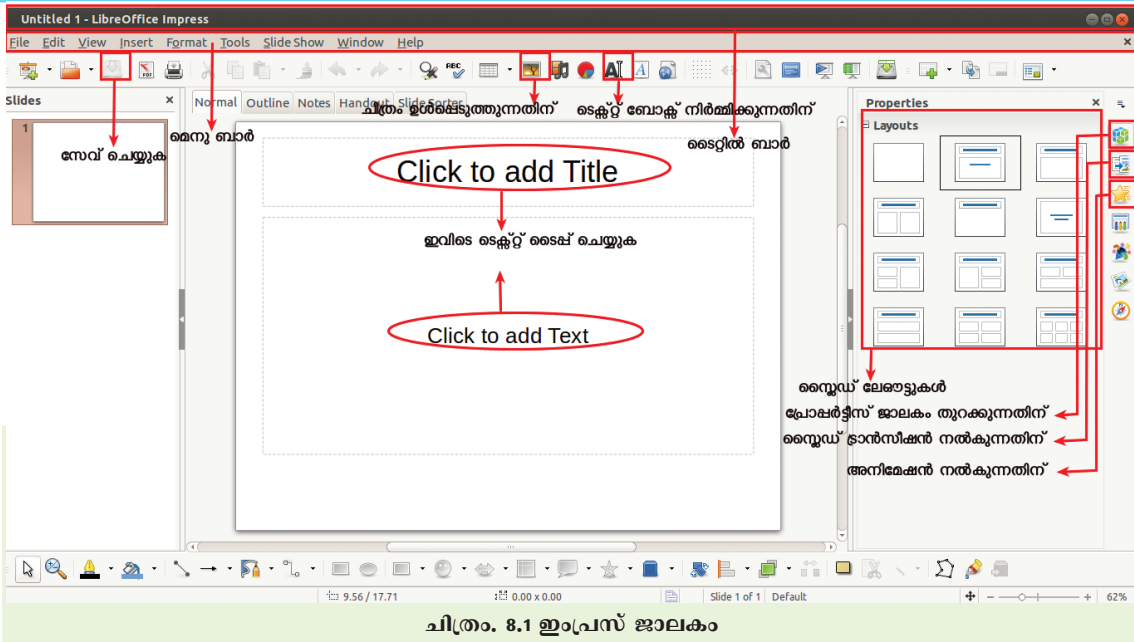 Untitled 1 - LibreOffice Impress
File Edit View Insert Format Tools Slide Show Window Help
Slides
Normal Outline Notes Handout Slide Sorter
Properties
Layouts
ചിത്രം ഉൾപ്പെടുത്തുന്നതിന്
ടെക്സ്റ്റ് ബോക്സ് നിർമ്മിക്കുന്നതിന്
1
സേവ് ചെയ്യുക
മെനു ബാർ
ടൈറ്റിൽ ബാർ
Click to add Title
ഇവിടെ ടെക്സ്റ്റ് ടൈപ്പ് ചെയ്യുക
Click to add Text
സ്ലൈഡ് ലേഔട്ടുകൾ
പ്രോപ്പർട്ടീസ് ജാലകം തുറക്കുന്നതിന്
സ്ലൈഡ് ട്രാൻസീഷൻ നൽകുന്നതിന്
അനിമേഷൻ നൽകുന്നതിന്
9.56 / 17.71 0.00 x 0.00 Slide 1 of 1 Default 62%
ചിത്രം. 8.1 ഇംപ്രസ് ജാലകം